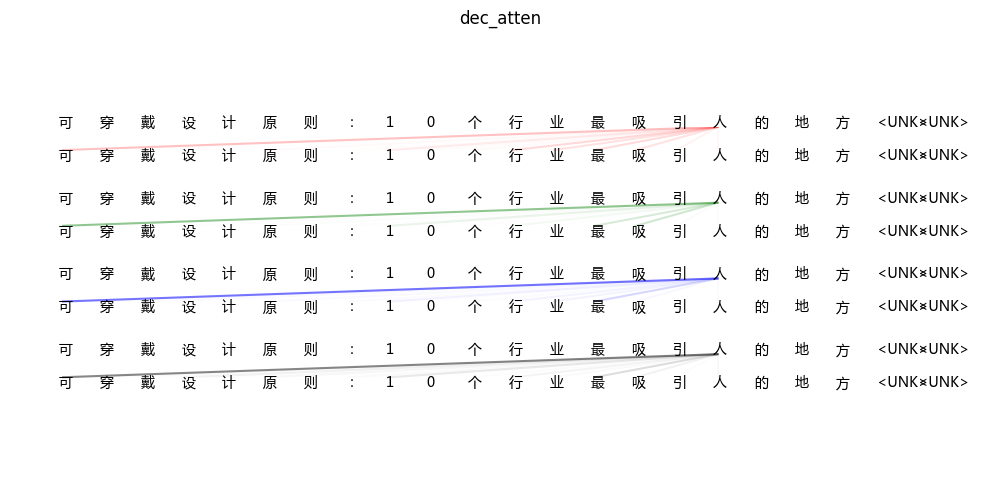 dec_atten
可 穿 戴 设 计 原 则 : 1 0 个 行 业 最 吸 引 人 的 地 方 <UNK><UNK>
可 穿 戴 设 计 原 则 : 1 0 个 行 业 最 吸 引 人 的 地 方 <UNK><UNK>
可 穿 戴 设 计 原 则 : 1 0 个 行 业 最 吸 引 人 的 地 方 <UNK><UNK>
可 穿 戴 设 计 原 则 : 1 0 个 行 业 最 吸 引 人 的 地 方 <UNK><UNK>
可 穿 戴 设 计 原 则 : 1 0 个 行 业 最 吸 引 人 的 地 方 <UNK><UNK>
可 穿 戴 设 计 原 则 : 1 0 个 行 业 最 吸 引 人 的 地 方 <UNK><UNK>
可 穿 戴 设 计 原 则 : 1 0 个 行 业 最 吸 引 人 的 地 方 <UNK><UNK>
可 穿 戴 设 计 原 则 : 1 0 个 行 业 最 吸 引 人 的 地 方 <UNK><UNK>